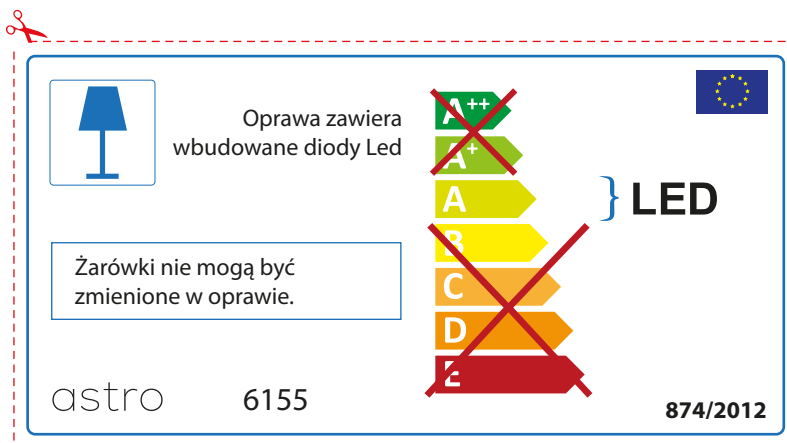 Oprawa zawiera
wbudowane diody Led
A++
A+
A
B
C
D
E
LED
Żarówki nie mogą być
zmienione w oprawie.
astro
6155
874/2012